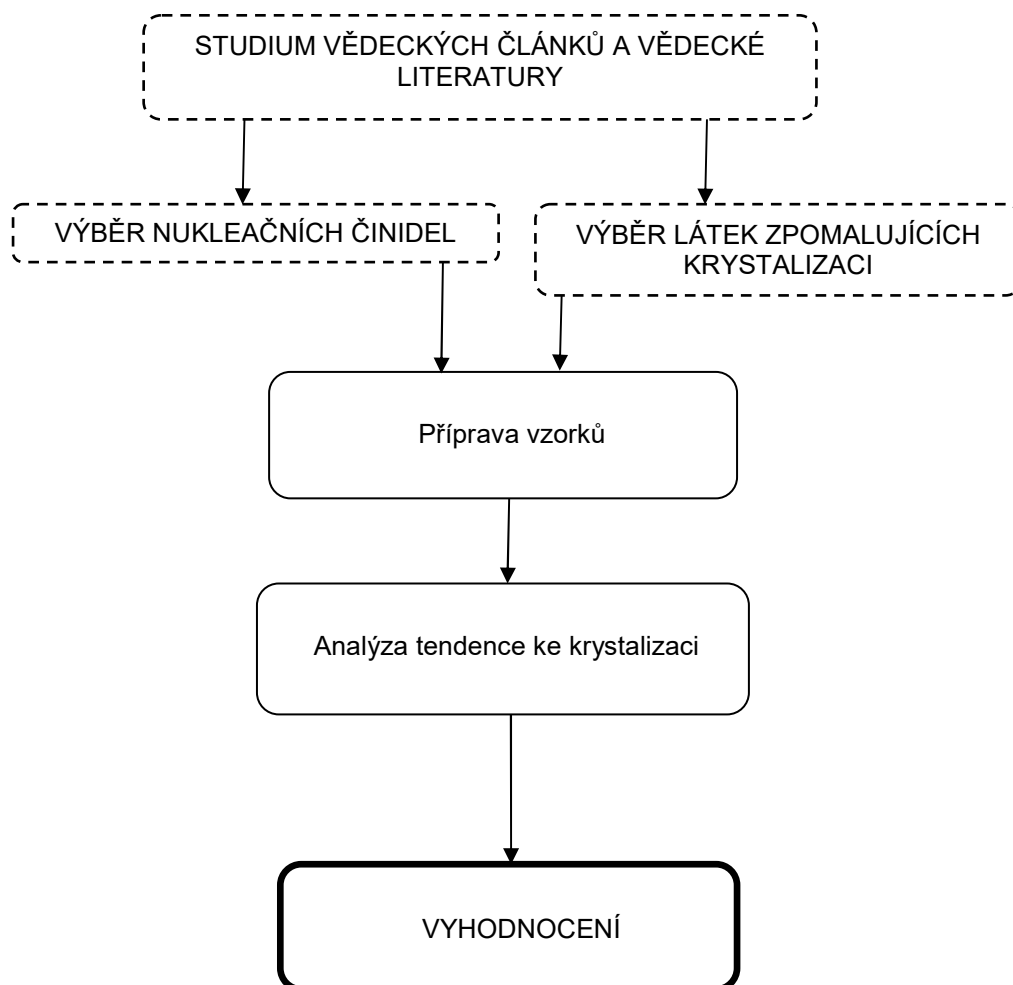 STUDIUM VĚDECKÝCH ČLÁNKŮ A VĚDECKÉ
LITERATURY
VÝBĚR NUKLEAČNÍCH ČINIDEL
VÝBĚR LÁTEK ZPOMALUJÍCÍCH
KRYSTALIZACI
Příprava vzorků
Analýza tendence ke krystalizaci
VYHODNOCENÍ